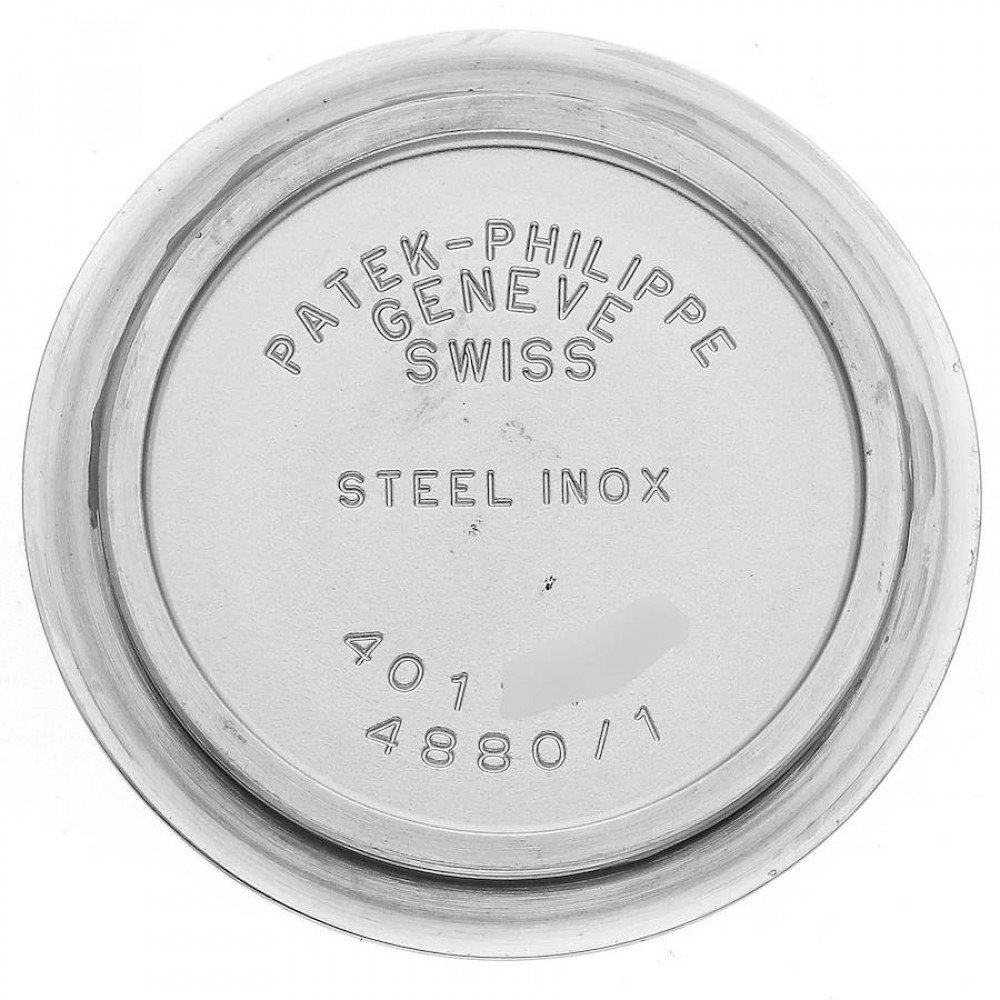 PATEK-PHILIPPE
GENEVE
SWISS
STEEL INOX
401
4880/1